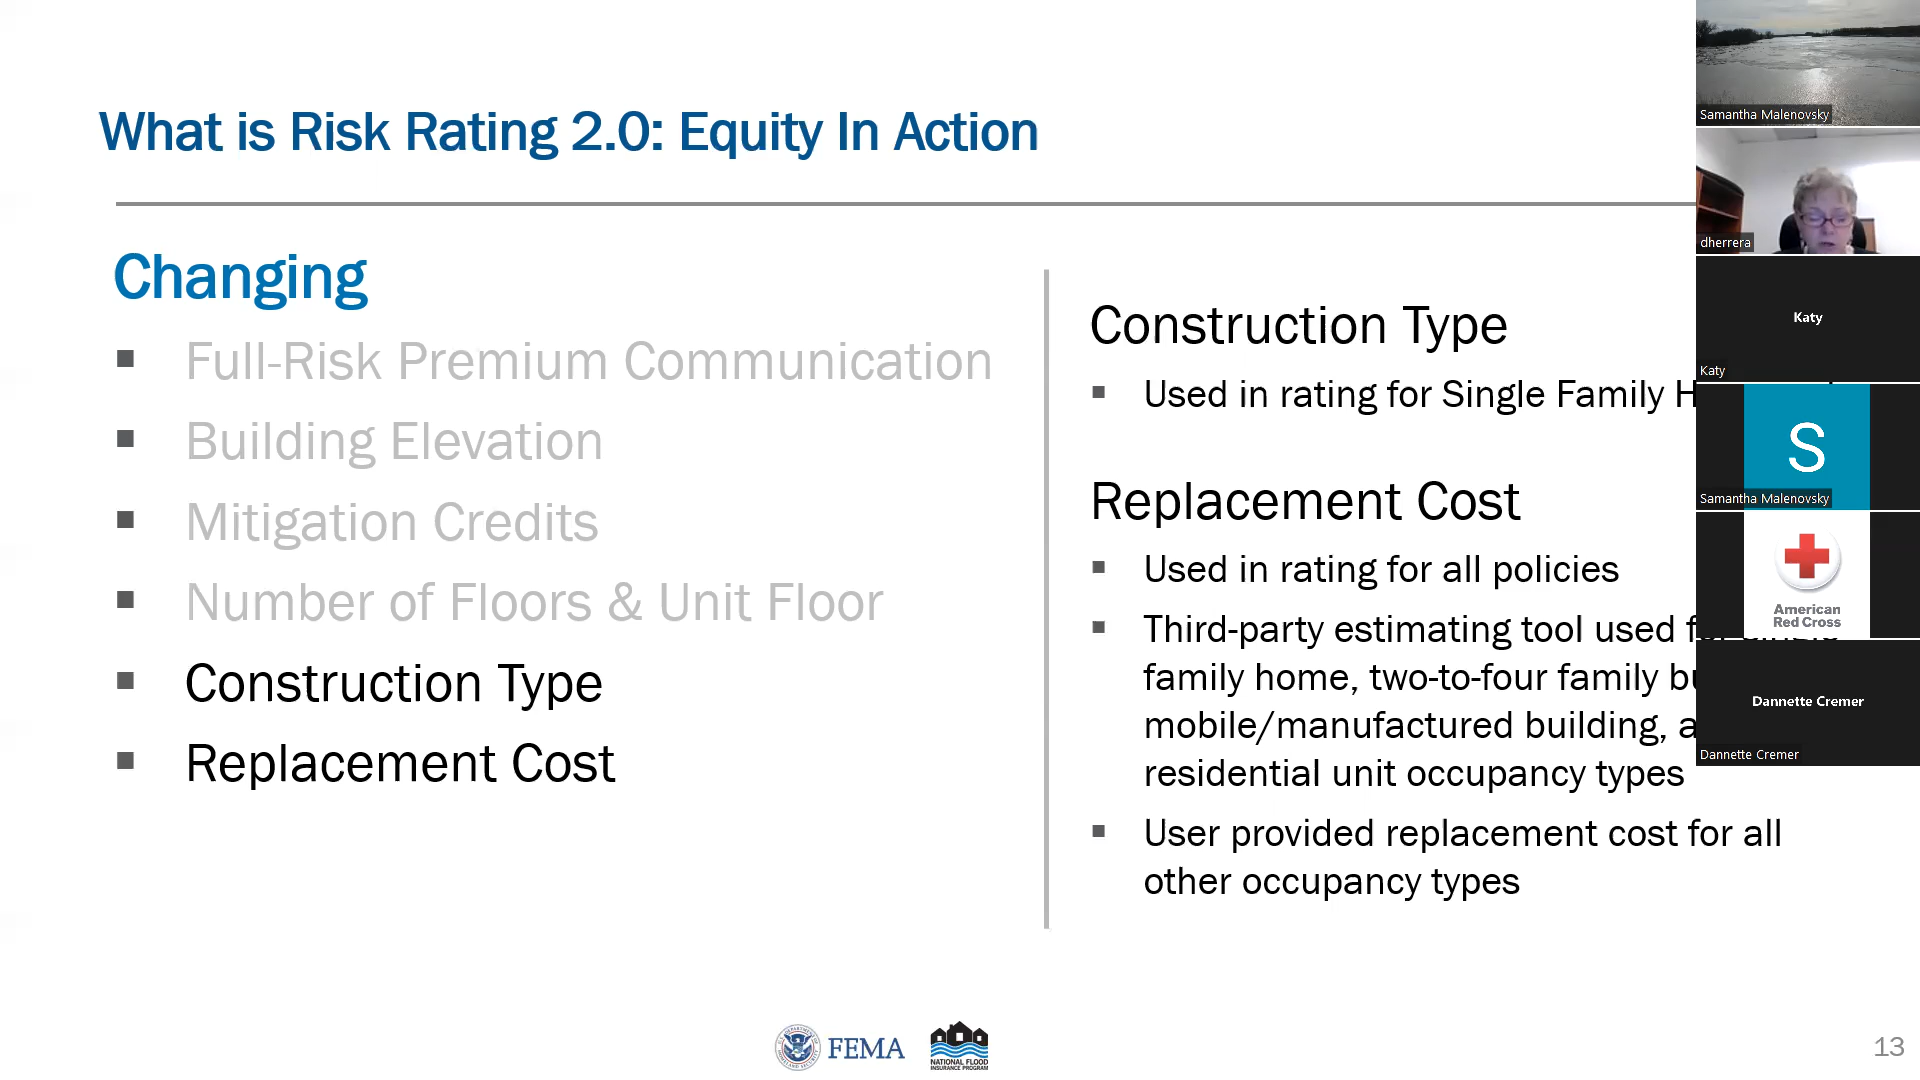 What is Risk Rating 2.0: Equity In Action
Changing
Full-Risk Premium Communication
Building Elevation
Mitigation Credits
Number of Floors & Unit Floor
Construction Type
Replacement Cost
Construction Type
Used in rating for Single Family
Replacement Cost
Used in rating for all policies
Third-party estimating tool used
family home, two-to-four family
mobile/manufactured building,
residential unit occupancy types
User provided replacement cost for all
other occupancy types
FEMA
NATIONAL FLOOD
INSURANCE PROGRAM
13
Samantha Malenovsky
dherrera
Katy
Katy
S
Samantha Malenovsky
American
Red Cross
Dannette Cremer
Dannette Cremer